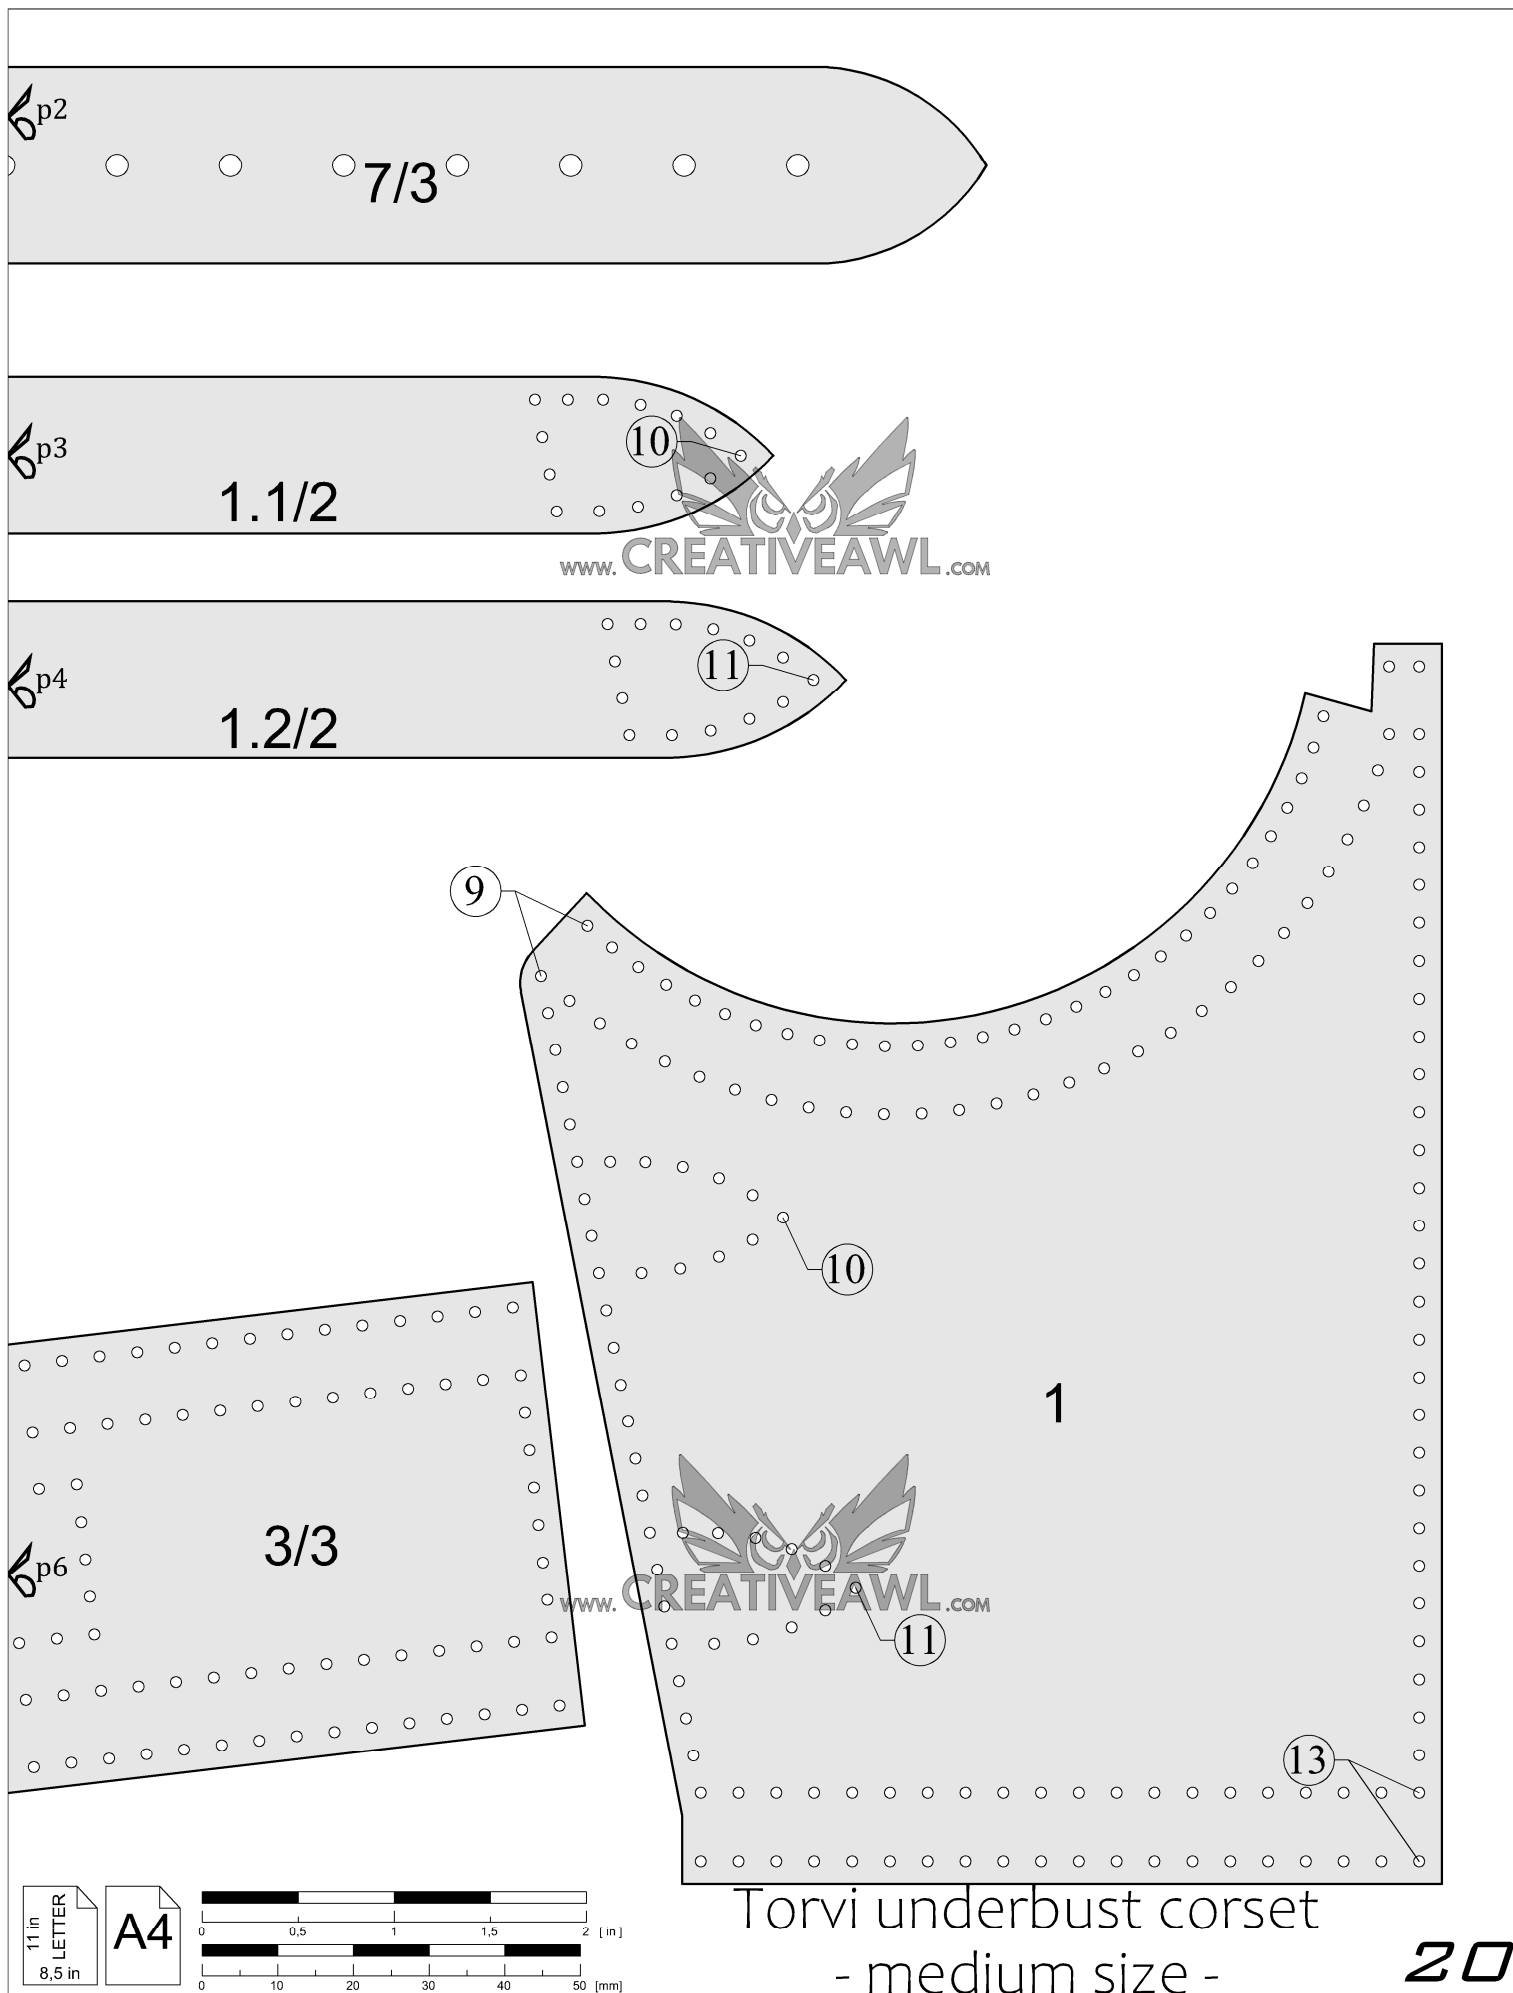 p2
7/3
p3
10
1.1/2
WWW.CREATIVEAWL.COM
p4
11
1.2/2
9
10
1
3/3
p6
WWW.CREATIVEAWL.COM
11
13
11 in
LETTER
8,5 in
A4
0 0,5 1 1,5 2 [ in ]
0 10 20 30 40 50 [mm]
Torvi underbust corset
- medium size -
20